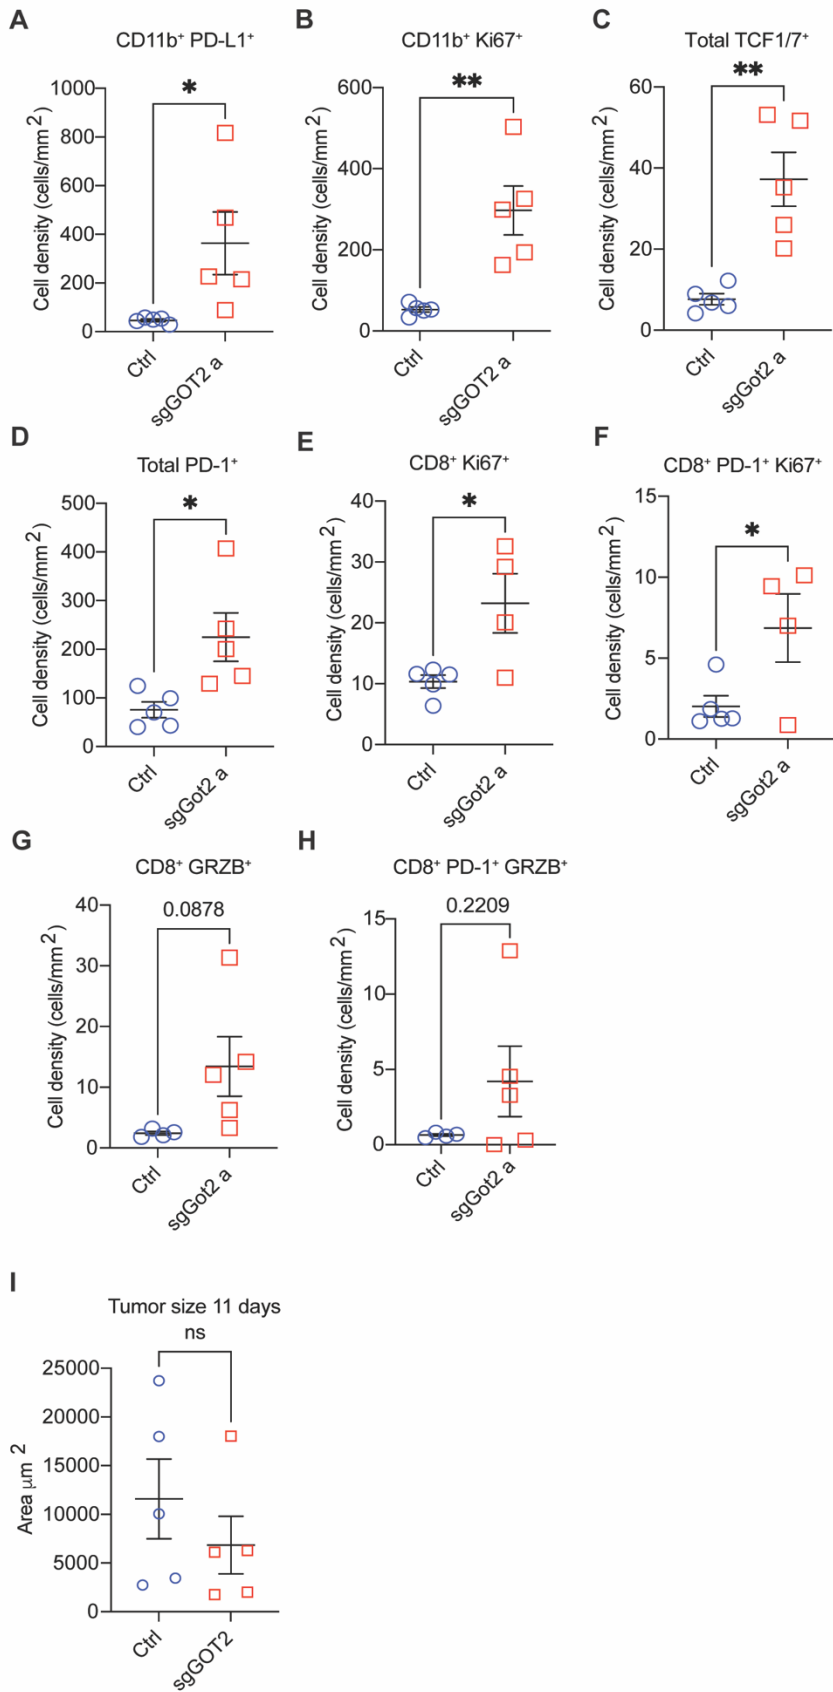 A
CD11b⁺ PD-L1⁺
*
Cell density (cells/mm ²)
1000
800
600
400
200
0
Ctrl
sgGOT2 a
B
CD11b⁺ Ki67⁺
**
Cell density (cells/mm ²)
600
400
200
0
Ctrl
sgGOT2 a
C
Total TCF1/7⁺
**
Cell density (cells/mm ²)
60
40
20
0
Ctrl
sgGot2 a
D
Total PD-1⁺
*
Cell density (cells/mm ²)
500
400
300
200
100
0
Ctrl
sgGot2 a
E
CD8⁺ Ki67⁺
*
Cell density (cells/mm ²)
40
30
20
10
0
Ctrl
sgGot2 a
F
CD8⁺ PD-1⁺ Ki67⁺
*
Cell density (cells/mm ²)
15
10
5
0
Ctrl
sgGot2 a
G
CD8⁺ GRZB⁺
0.0878
Cell density (cells/mm ²)
40
30
20
10
0
Ctrl
sgGot2 a
H
CD8⁺ PD-1⁺ GRZB⁺
0.2209
Cell density (cells/mm ²)
15
10
5
0
Ctrl
sgGot2 a
I
Tumor size 11 days
ns
Area μm ²
25000
20000
15000
10000
5000
0
Ctrl
sgGOT2